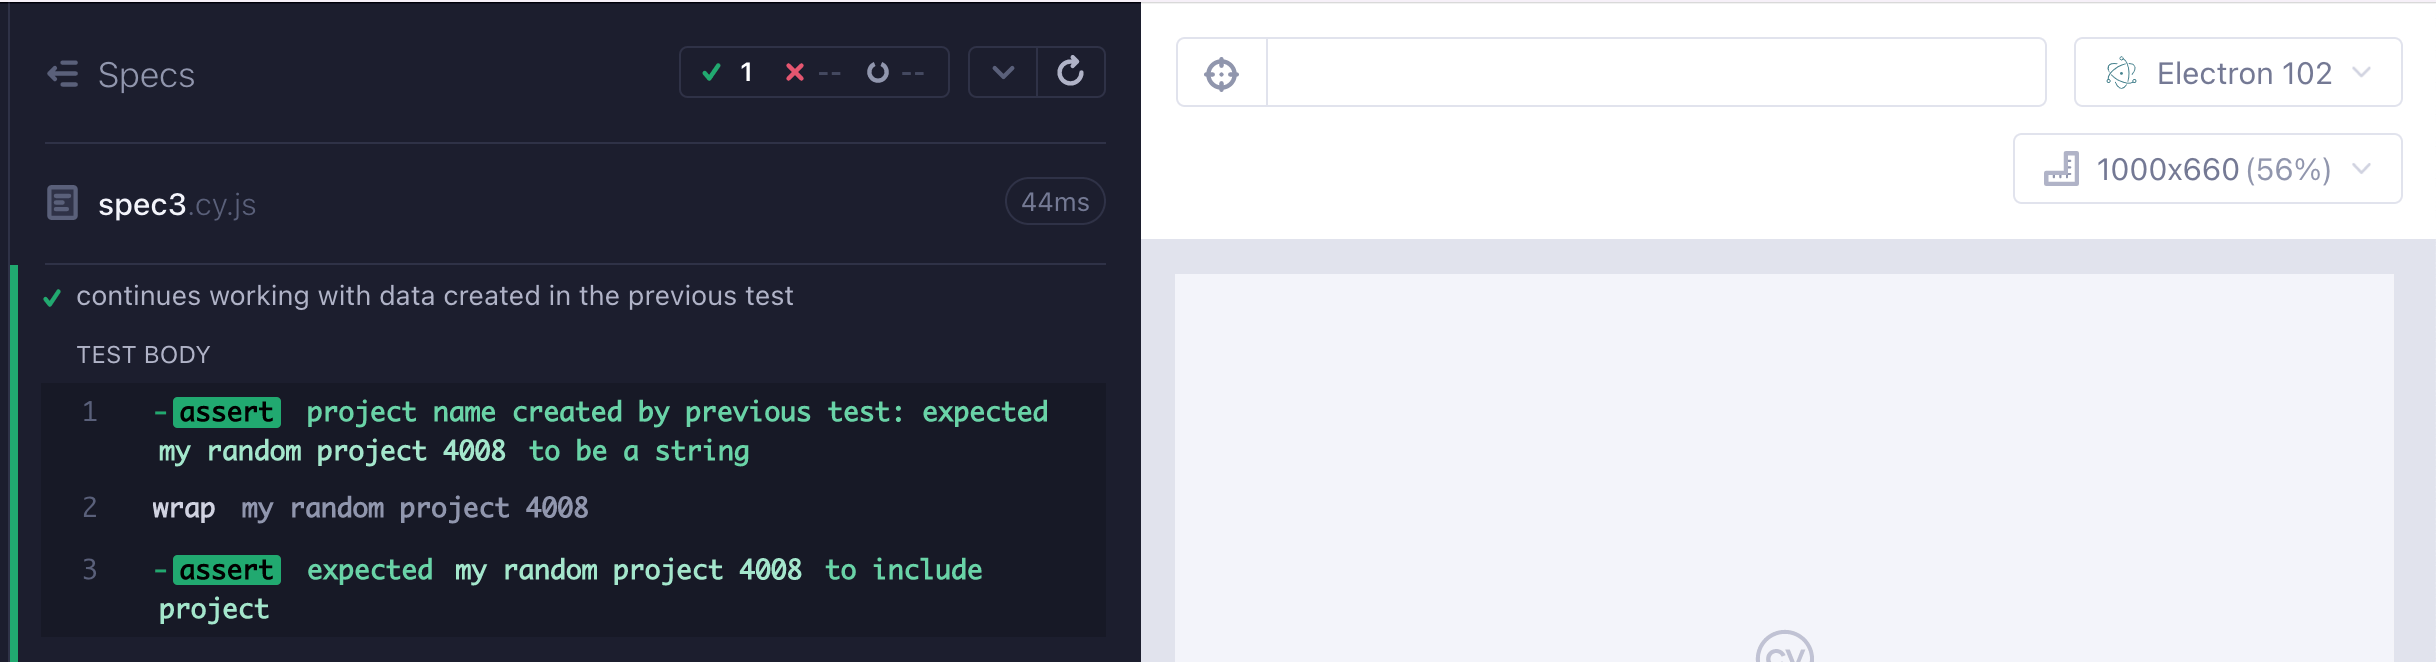 Specs
1 -- --
spec3.cy.js
44ms
continues working with data created in the previous test
TEST BODY
1 -assert project name created by previous test: expected
my random project 4008 to be a string
2 wrap my random project 4008
3 -assert expected my random project 4008 to include
project
Electron 102
1000x660 (56%)
cy